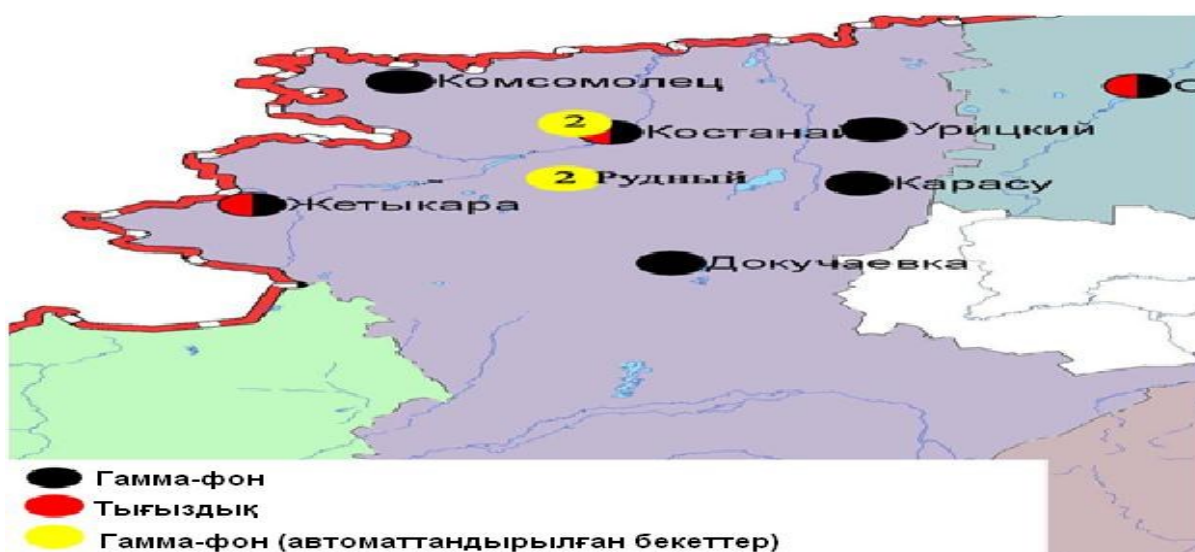 Комсомолец
2
Костанай
Урицкий
2 Рудный
Карасу
Жетыкара
Докучаевка
Гамма-фон
Тығыздық
Гамма-фон (автоматтандырылған бекеттер)